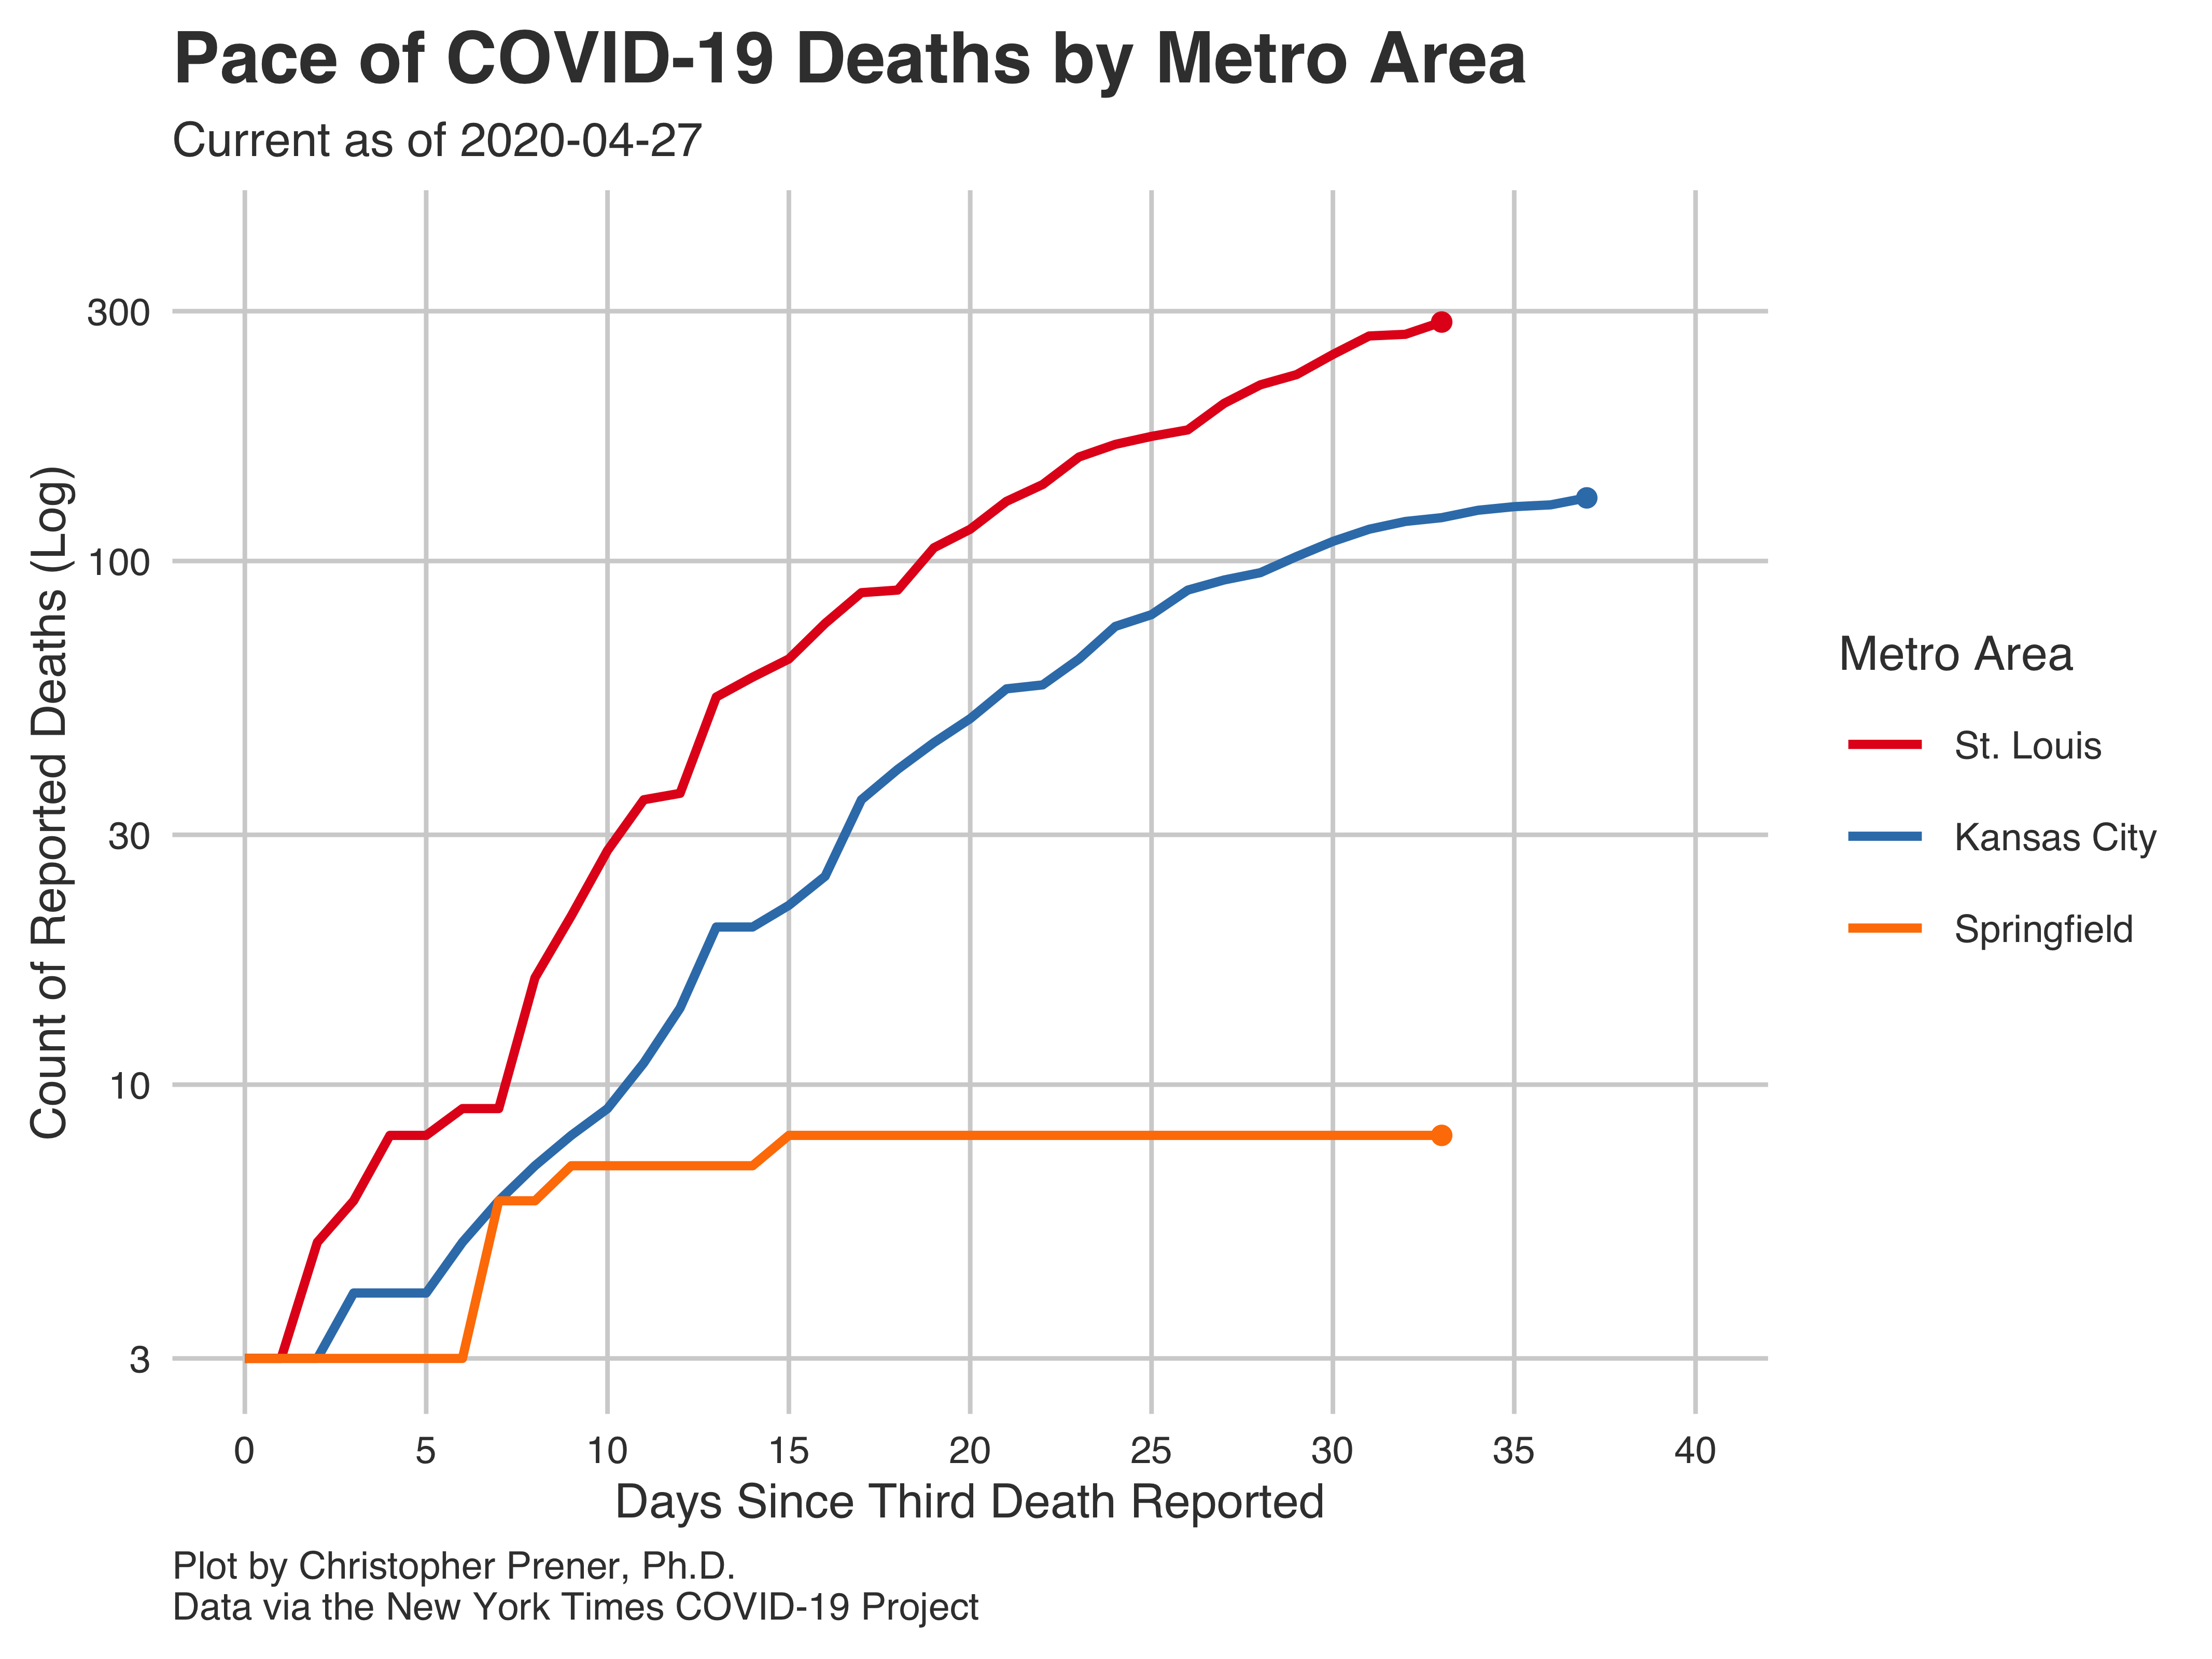 Pace of COVID-19 Deaths by Metro Area
Current as of 2020-04-27
Count of Reported Deaths (Log)
300
100
30
10
3
0 5 10 15 20 25 30 35 40
Days Since Third Death Reported
Metro Area
St. Louis
Kansas City
Springfield
Plot by Christopher Prener, Ph.D.
Data via the New York Times COVID-19 Project